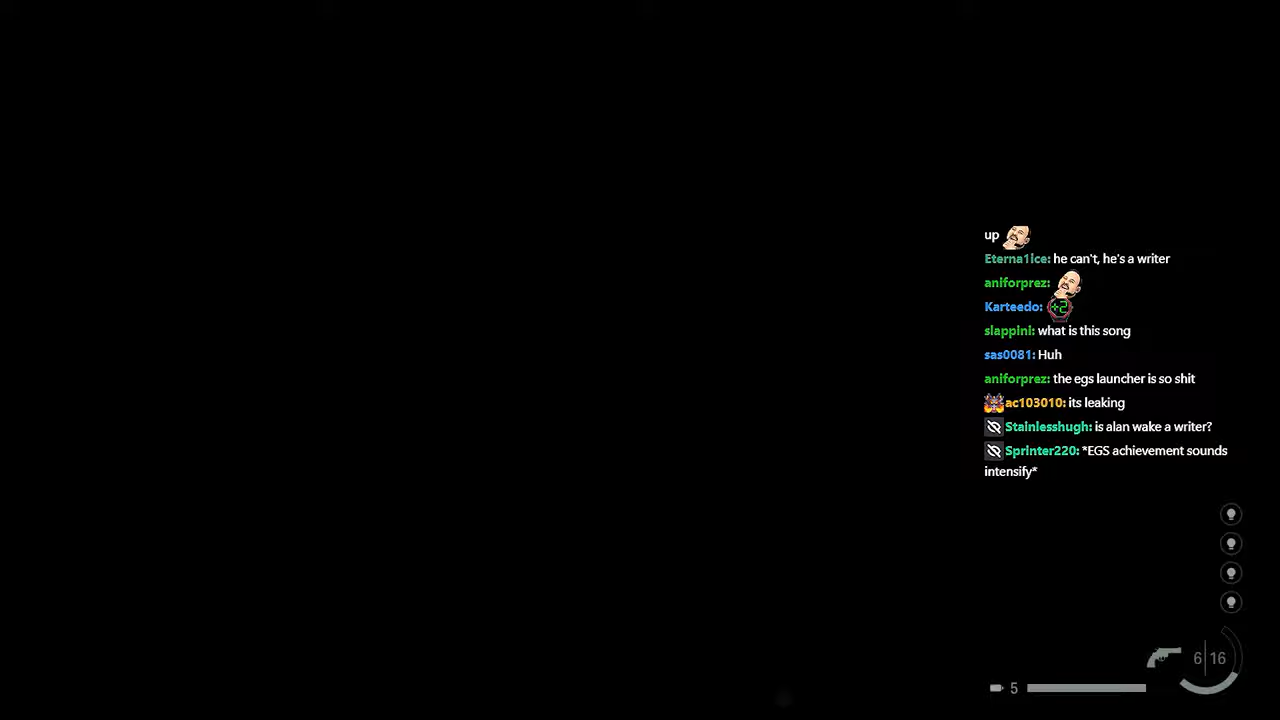 up
Eterna1ice: he can't, he's a writer
aniforprez:
Karteedo: +2
slappini: what is this song
sas0081: Huh
aniforprez: the egs launcher is so shit
ac103010: its leaking
Stainlesshugh: is alan wake a writer?
Sprinter220: *EGS achievement sounds
intensify*
6|16
5